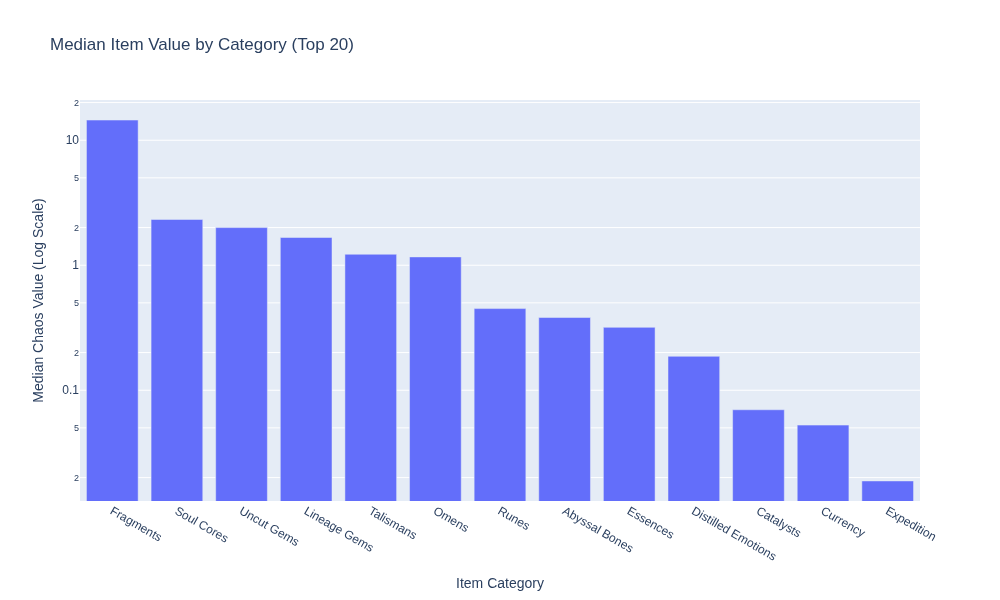 Median Item Value by Category (Top 20)
Median Chaos Value (Log Scale)
2
10
5
2
1
5
2
0.1
5
2
Fragments
Soul Cores
Uncut Gems
Lineage Gems
Talismans
Omens
Runes
Abyssal Bones
Essences
Distilled Emotions
Catalysts
Currency
Expedition
Item Category